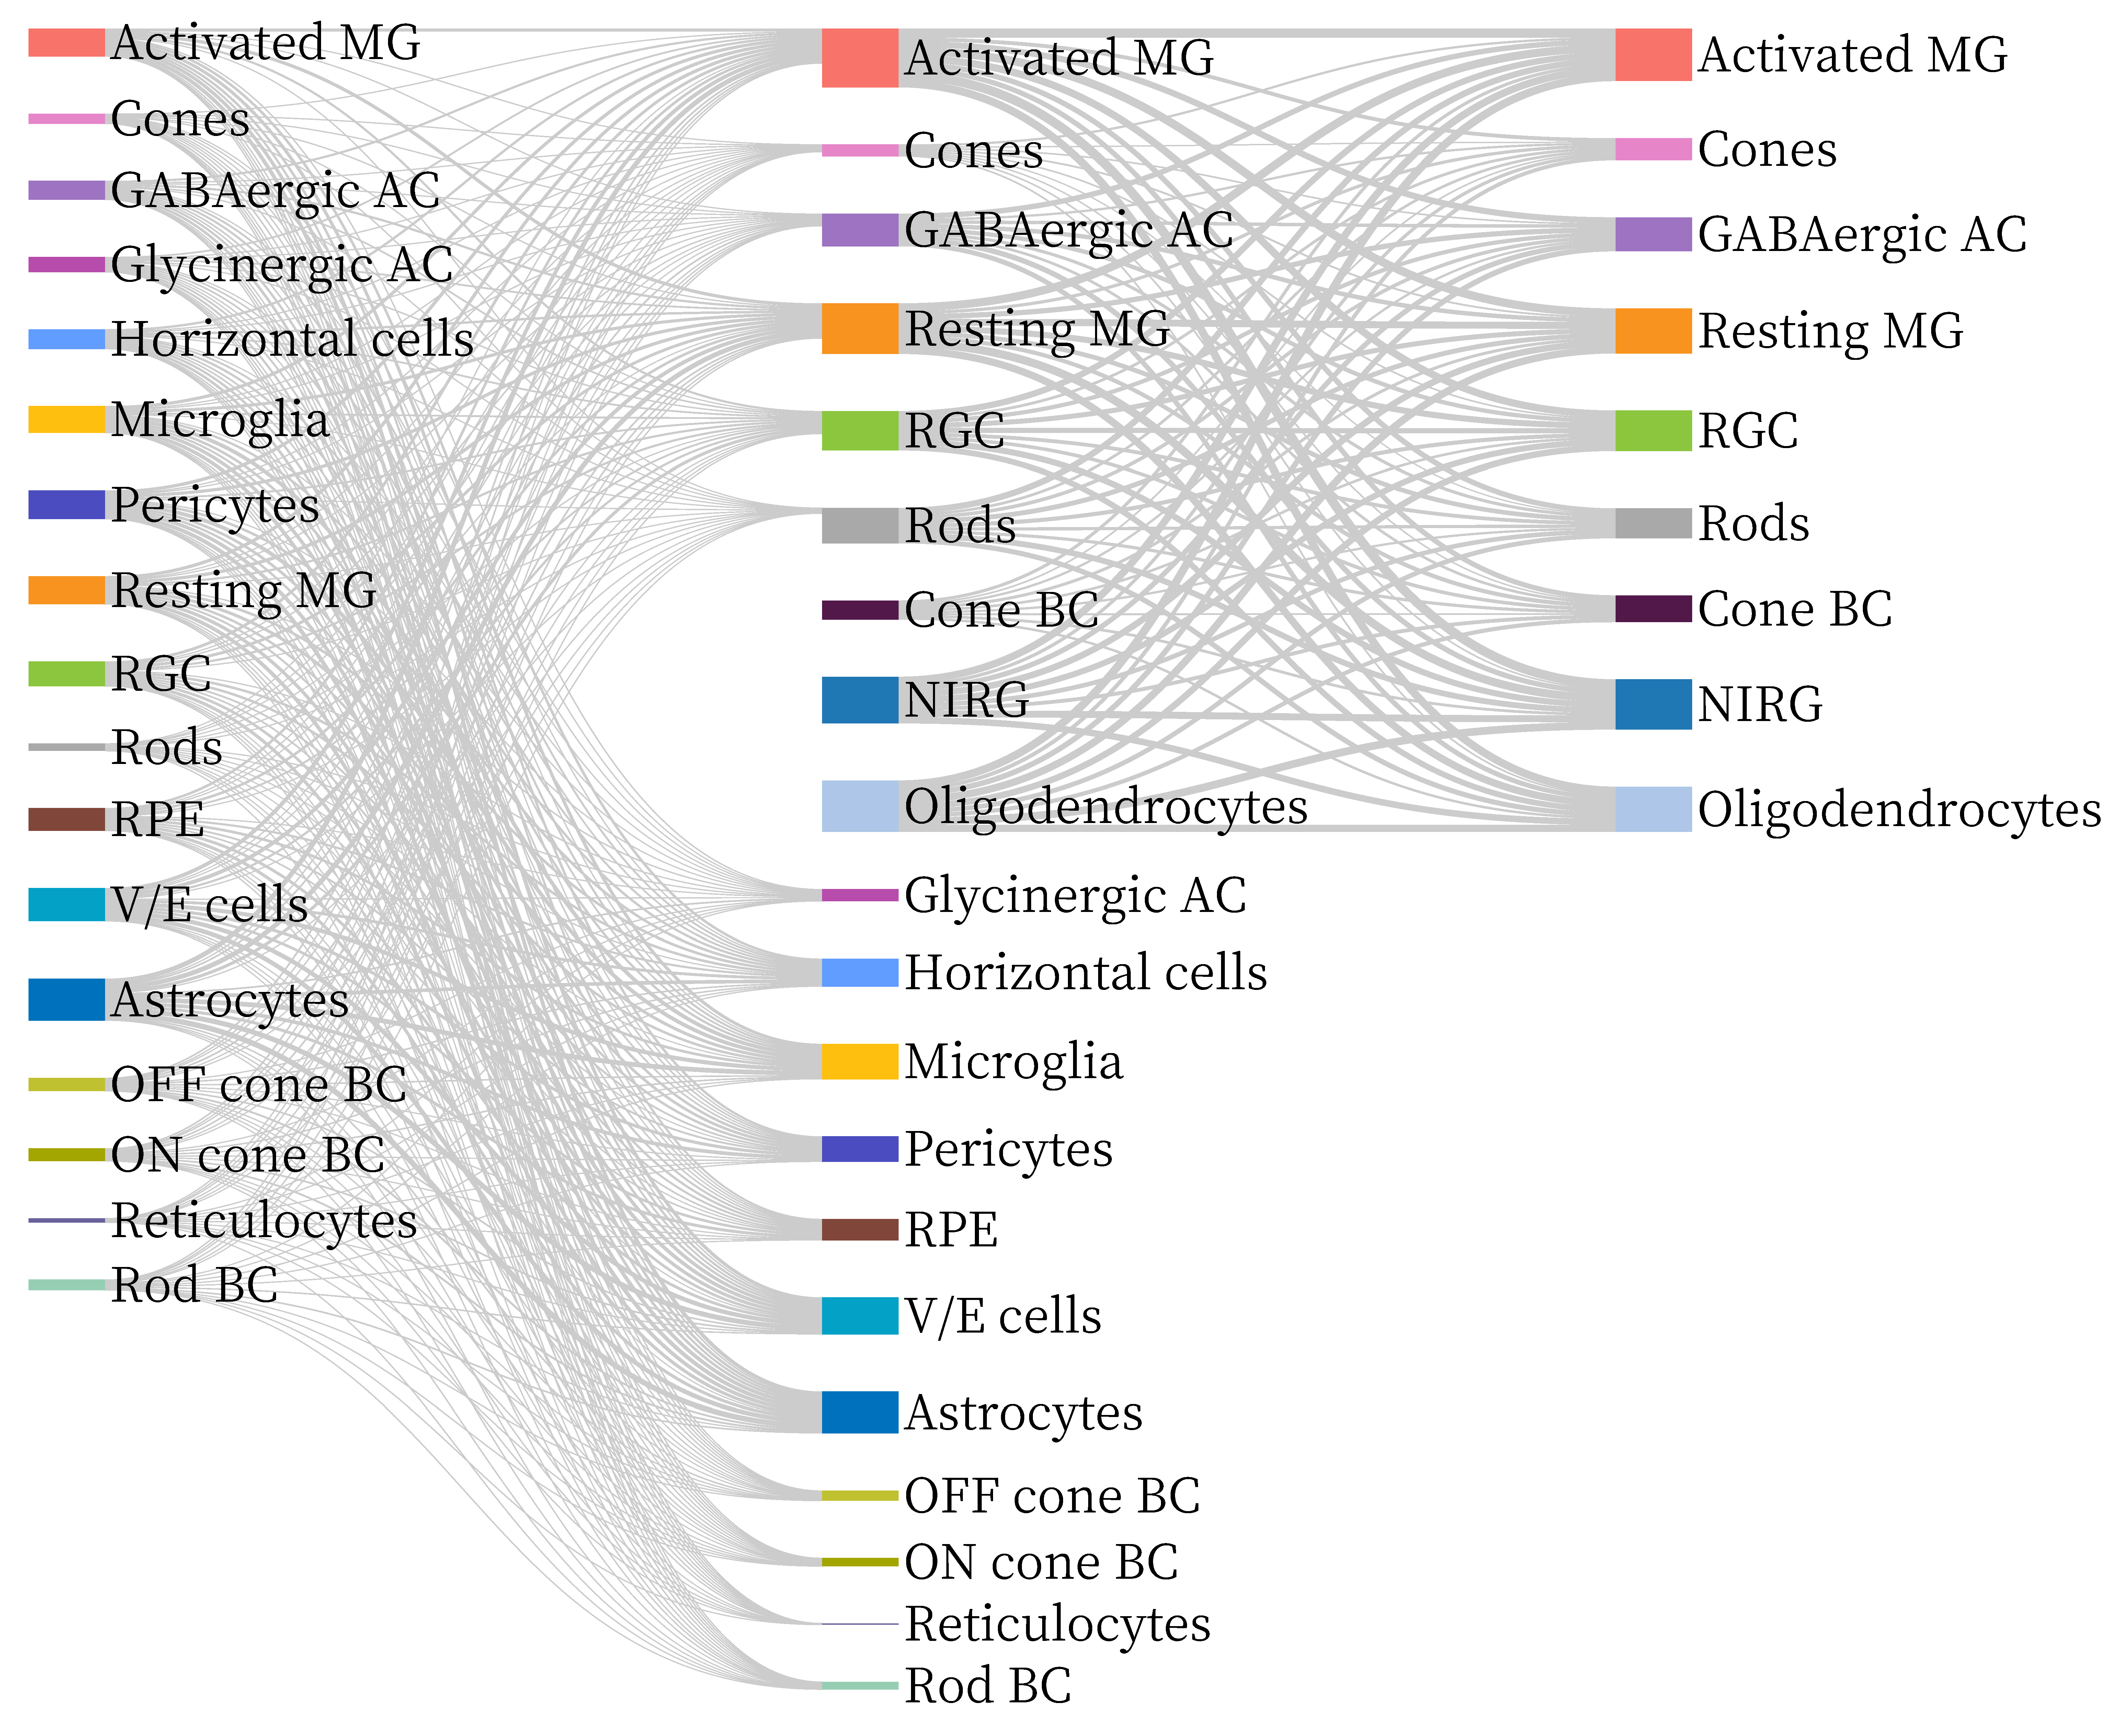 Activated MG
Cones
GABAergic AC
Glycinergic AC
Horizontal cells
Microglia
Pericytes
Resting MG
RGC
Rods
RPE
V/E cells
Astrocytes
OFF cone BC
ON cone BC
Reticulocytes
Rod BC
Activated MG
Cones
GABAergic AC
Resting MG
RGC
Rods
Cone BC
NIRG
Oligodendrocytes
Glycinergic AC
Horizontal cells
Microglia
Pericytes
RPE
V/E cells
Astrocytes
OFF cone BC
ON cone BC
Reticulocytes
Rod BC
Activated MG
Cones
GABAergic AC
Resting MG
RGC
Rods
Cone BC
NIRG
Oligodendrocytes